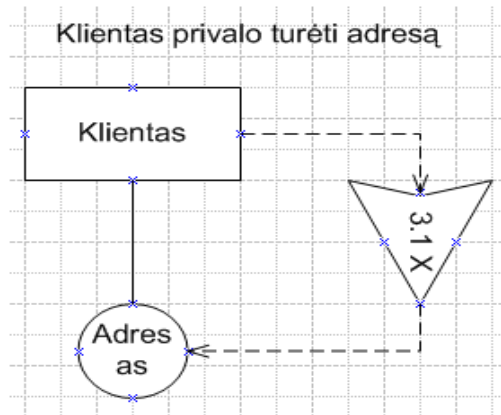 Klientas privalo turėti adresą
Klientas
3.1 X
Adres
as